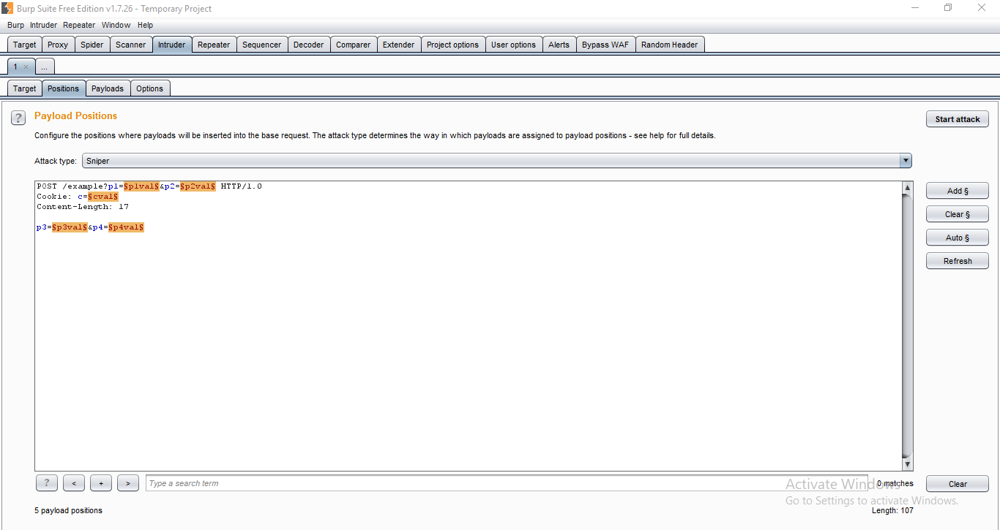 Burp Suite Free Edition v1.7.26 - Temporary Project
Burp Intruder Repeater Window Help
Target Proxy Spider Scanner Intruder Repeater Sequencer Decoder Comparer Extender Project options User options Alerts Bypass WAF Random Header
1 × ...
Target Positions Payloads Options
? Payload Positions
Start attack
Configure the positions where payloads will be inserted into the base request. The attack type determines the way in which payloads are assigned to payload positions - see help for full details.
Attack type: Sniper
POST /example?p1=§p1val§&p2=§p2val§ HTTP/1.0
Cookie: c=§cval§
Content-Length: 17
p3=§p3val§&p4=§p4val§
Add §
Clear §
Auto §
Refresh
? < + > Type a search term 0 matches Clear
Activate Windows
Go to Settings to activate Windows.
5 payload positions Length: 107